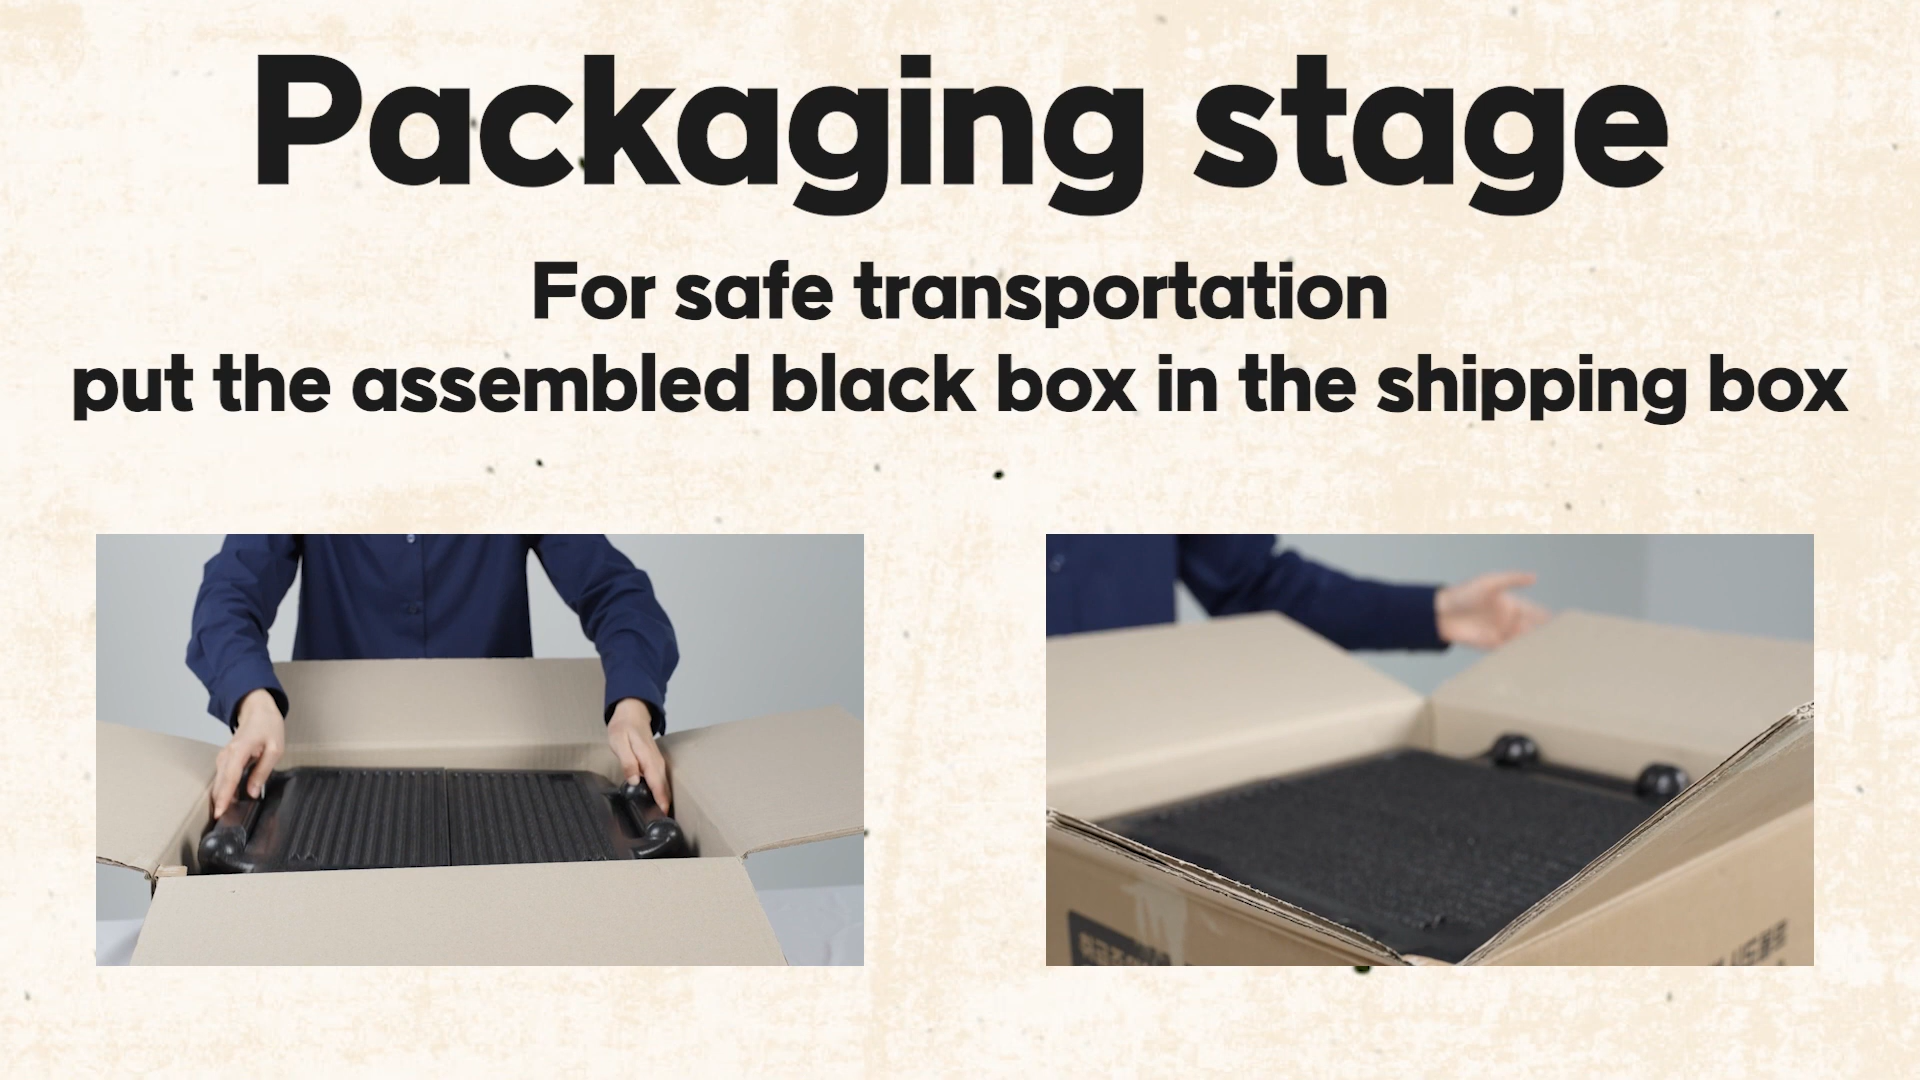 Packaging stage
For safe transportation
put the assembled black box in the shipping box